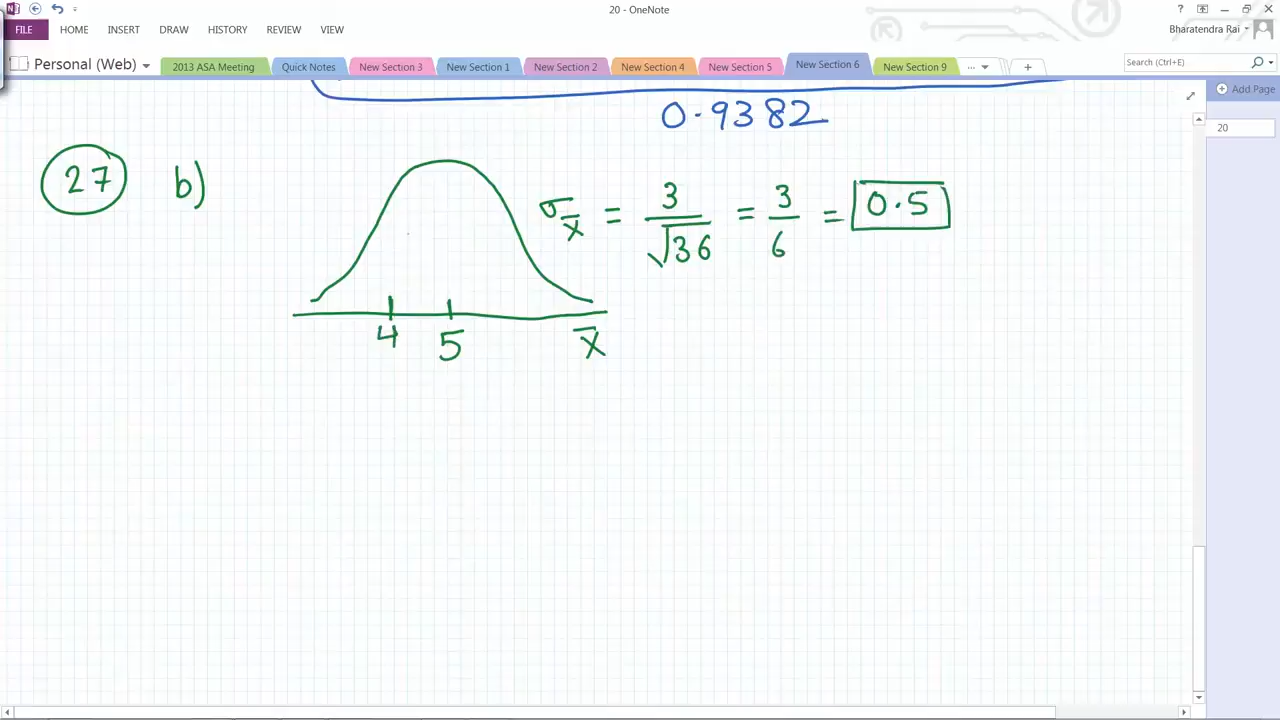 20 - OneNote
FILE HOME INSERT DRAW HISTORY REVIEW VIEW
Bharatendra Rai
Personal (Web) 2013 ASA Meeting Quick Notes New Section 3 New Section 1 New Section 2 New Section 4 New Section 5 New Section 6 New Section 9 ... + Search (Ctrl+E)
Add Page
20
0.9382
27 b) σx̄ = 3/√36 = 3/6 = 0.5
4 5 x̄